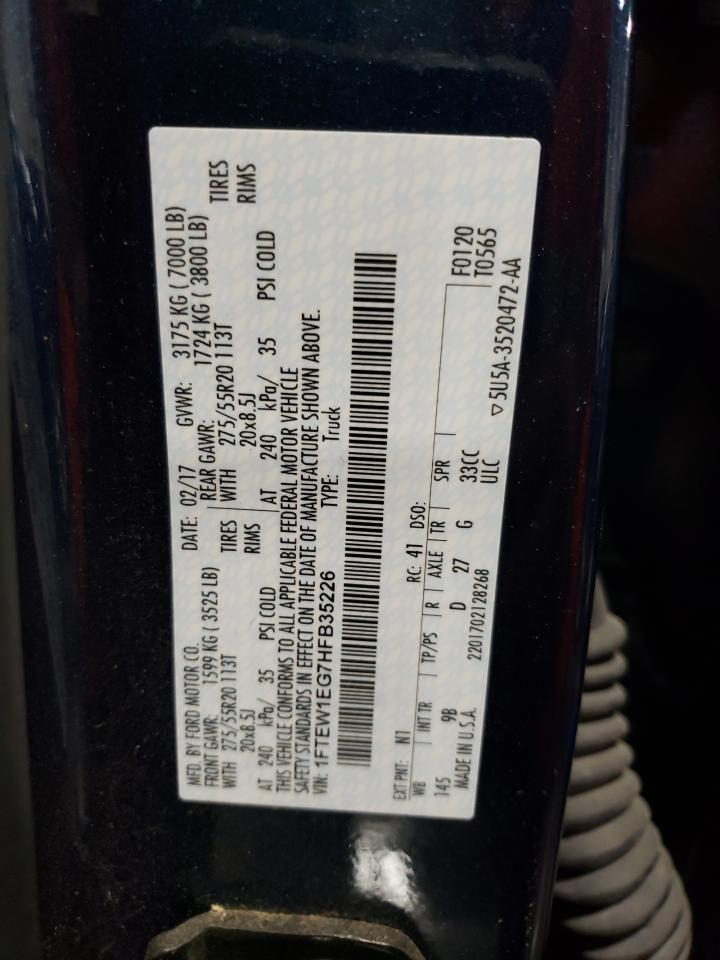 MFD. BY FORD MOTOR CO.
DATE: 02/17 GVWR: 3175 KG ( 7000 LB)
FRONT GAWR: 1599 KG ( 3525 LB)
REAR GAWR: 1724 KG ( 3800 LB)
WITH 275/55R20 113T TIRES
WITH 275/55R20 113T TIRES
20x8.5J RIMS
20x8.5J RIMS
AT 240 kPa/ 35 PSI COLD
AT 240 kPa/ 35 PSI COLD
THIS VEHICLE CONFORMS TO ALL APPLICABLE FEDERAL MOTOR VEHICLE
SAFETY STANDARDS IN EFFECT ON THE DATE OF MANUFACTURE SHOWN ABOVE.
VIN: 1FTEW1EG7HFB35226 TYPE: Truck
EXT PNT: N1 RC: 41 DSO:
WB INT TR TP/PS R AXLE TR SPR
145 9B D 27 G 33CC
F0120
MADE IN U.S.A. 2201702128268 ULC
T0565
▽5U5A-3520472-AA